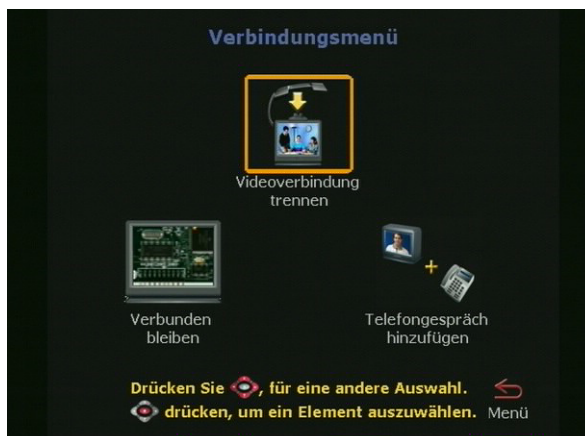 Verbindungsmenü
Videoverbindung
trennen
Verbunden
bleiben
Telefongespräch
hinzufügen
Drücken Sie , für eine andere Auswahl.
drücken, um ein Element auszuwählen.
Menü